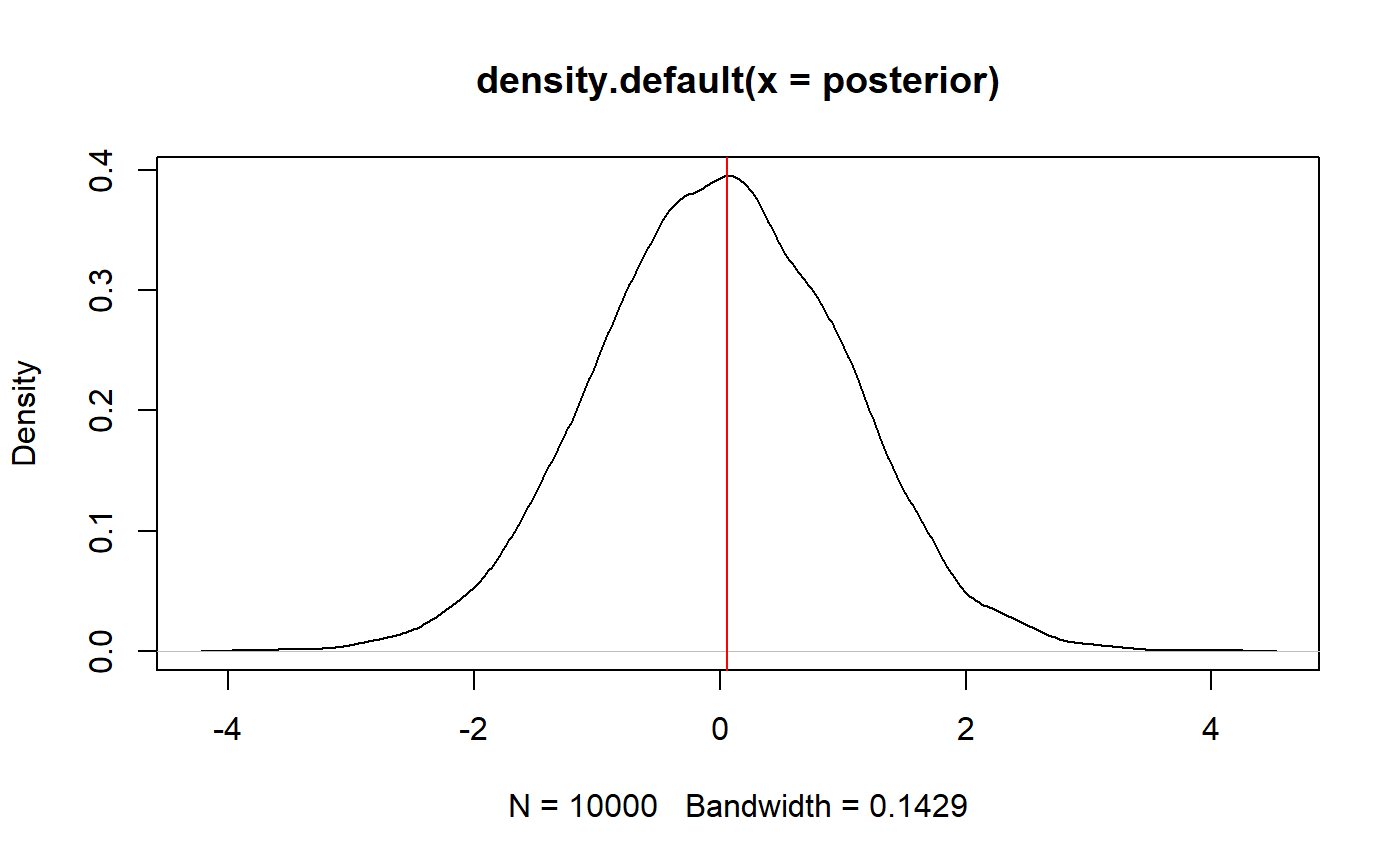 density.default(x = posterior)
Density
0.4
0.3
0.2
0.1
0.0
-4 -2 0 2 4
N = 10000 Bandwidth = 0.1429